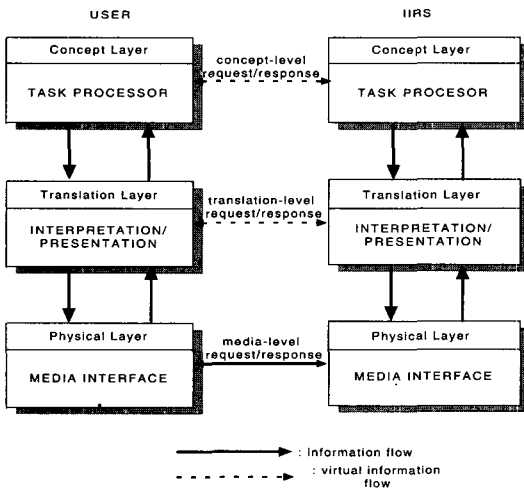 USER
IIRS
Concept Layer
TASK PROCESSOR
concept-level
request/response
Concept Layer
TASK PROCESOR
Translation Layer
INTERPRETATION/
PRESENTATION
translation-level
request/response
Translation Layer
INTERPRETATION/
PRESENTATION
Physical Layer
MEDIA INTERFACE
media-level
request/response
Physical Layer
MEDIA INTERFACE
: information flow
: virtual information
flow